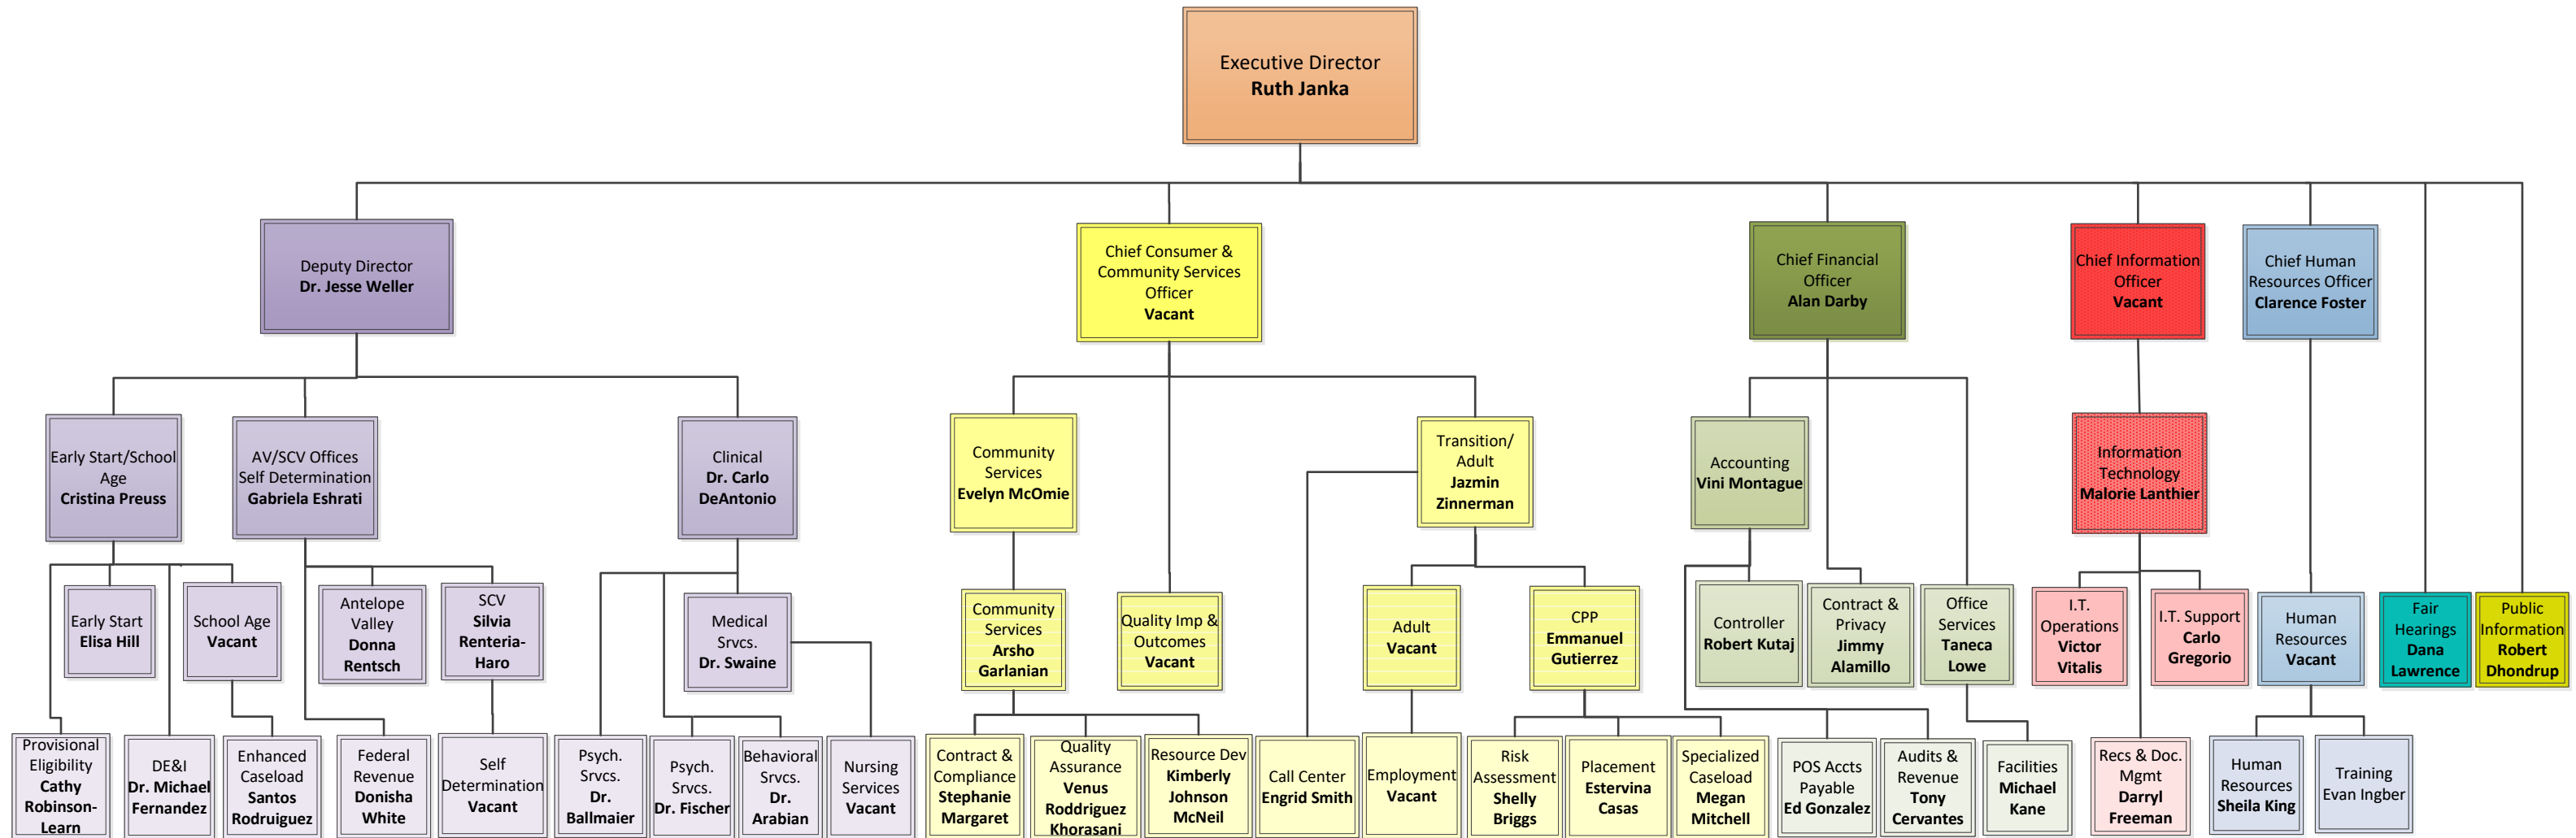 Executive Director
Ruth Janka
Deputy Director
Dr. Jesse Weller
Chief Consumer &
Community Services
Officer
Vacant
Chief Financial
Officer
Alan Darby
Chief Information
Officer
Vacant
Chief Human
Resources Officer
Clarence Foster
Early Start/School
Age
Cristina Preuss
AV/SCV Offices
Self Determination
Gabriela Eshrati
Clinical
Dr. Carlo
DeAntonio
Community
Services
Evelyn McOmie
Transition/
Adult
Jazmin
Zinnerman
Accounting
Vini Montague
Information
Technology
Malorie Lanthier
Early Start
Elisa Hill
School Age
Vacant
Antelope
Valley
Donna
Rentsch
SCV
Silvia
Renteria-
Haro
Medical
Srvcs.
Dr. Swaine
Community
Services
Arsho
Garlanian
Quality Imp &
Outcomes
Vacant
Adult
Vacant
CPP
Emmanuel
Gutierrez
Controller
Robert Kutaj
Contract &
Privacy
Jimmy
Alamillo
Office
Services
Taneca
Lowe
I.T.
Operations
Victor
Vitalis
I.T. Support
Carlo
Gregorio
Human
Resources
Vacant
Fair
Hearings
Dana
Lawrence
Public
Information
Robert
Dhondrup
Provisional
Eligibility
Cathy
Robinson-
Learn
DE&I
Dr. Michael
Fernandez
Enhanced
Caseload
Santos
Rodruiguez
Federal
Revenue
Donisha
White
Self
Determination
Vacant
Psych.
Srvcs.
Dr.
Ballmaier
Psych.
Srvcs.
Dr. Fischer
Behavioral
Srvcs.
Dr.
Arabian
Nursing
Services
Vacant
Contract &
Compliance
Stephanie
Margaret
Quality
Assurance
Venus
Roddriguez
Khorasani
Resource Dev
Kimberly
Johnson
McNeil
Call Center
Engrid Smith
Employment
Vacant
Risk
Assessment
Shelly
Briggs
Placement
Estervina
Casas
Specialized
Caseload
Megan
Mitchell
POS Accts
Payable
Ed Gonzalez
Audits &
Revenue
Tony
Cervantes
Facilities
Michael
Kane
Recs & Doc.
Mgmt
Darryl
Freeman
Human
Resources
Sheila King
Training
Evan Ingber